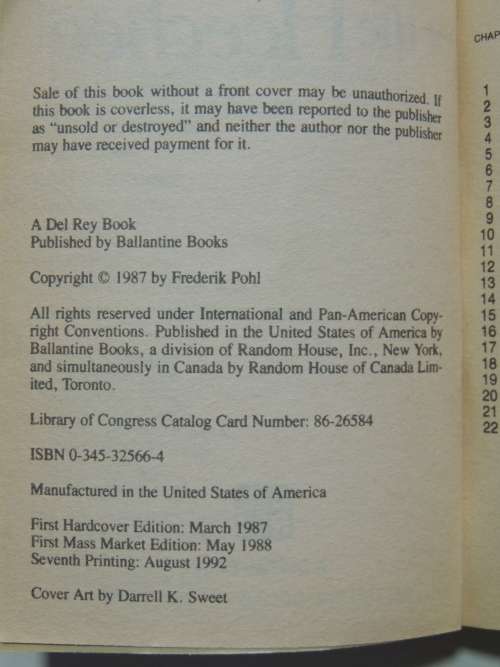 Sale of this book without a front cover may be unauthorized. If
this book is coverless, it may have been reported to the publisher
as “unsold or destroyed” and neither the author nor the publisher
may have received payment for it.
A Del Rey Book
Published by Ballantine Books
Copyright © 1987 by Frederik Pohl
All rights reserved under International and Pan-American Copy-
right Conventions. Published in the United States of America by
Ballantine Books, a division of Random House, Inc., New York,
and simultaneously in Canada by Random House of Canada Lim-
ited, Toronto.
Library of Congress Catalog Card Number: 86-26584
ISBN 0-345-32566-4
Manufactured in the United States of America
First Hardcover Edition: March 1987
First Mass Market Edition: May 1988
Seventh Printing: August 1992
Cover Art by Darrell K. Sweet
CHAP
1
2
3
4
5
6
7
8
9
10
11
12
13
14
15
16
17
18
19
20
21
22